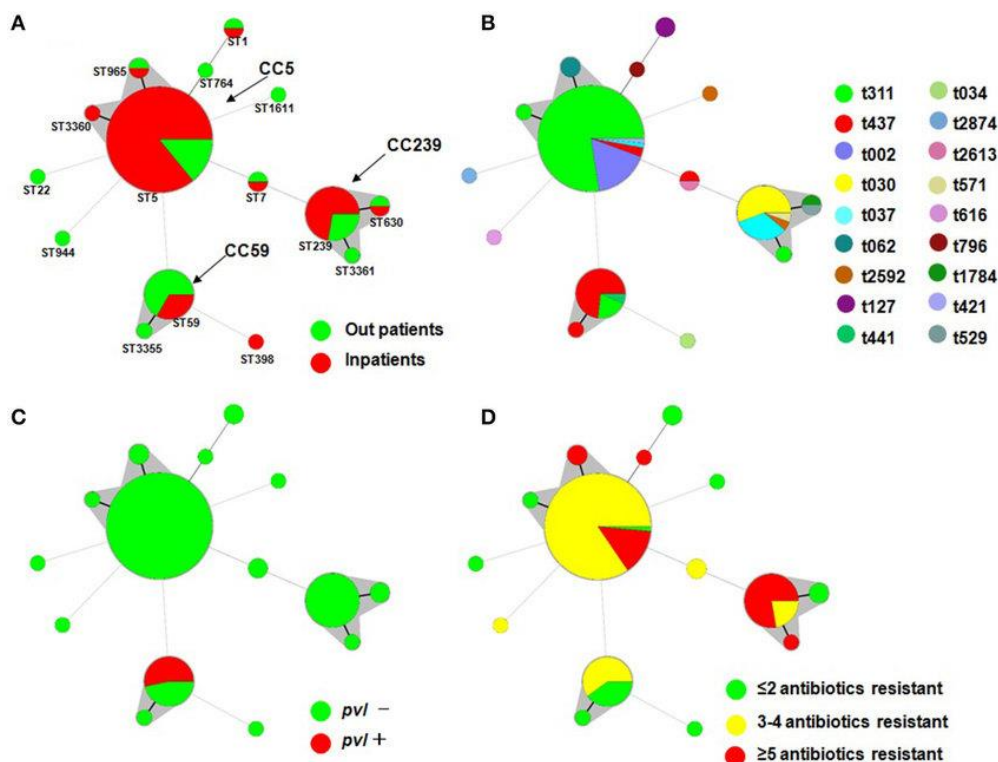 A
ST1
ST965
ST764
CC5
ST1611
ST3360
CC239
ST22
ST5
ST7
ST630
ST239
ST944
ST3361
CC59
ST59
ST3355
ST398
Out patients
Inpatients
B
t311
t437
t002
t030
t037
t062
t2592
t127
t441
t034
t2874
t2613
t571
t616
t796
t1784
t421
t529
C
pvl −
pvl +
D
≤2 antibiotics resistant
3-4 antibiotics resistant
≥5 antibiotics resistant